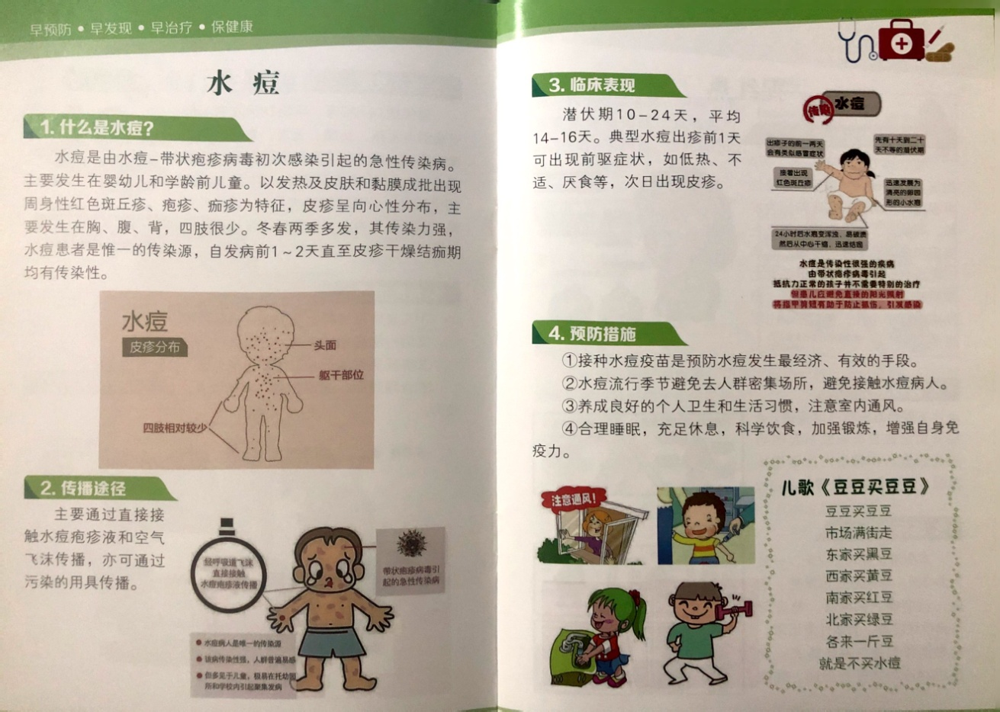 早预防 • 早发现 • 早治疗 • 保健康
水 痘
1. 什么是水痘？
水痘是由水痘-带状疱疹病毒初次感染引起的急性传染病。
主要发生在婴幼儿和学龄前儿童。以发热及皮肤和黏膜成批出现
周身性红色斑丘疹、疱疹、痂疹为特征，皮疹呈向心性分布，主
要发生在胸、腹、背，四肢很少。冬春两季多发，其传染力强，
水痘患者是惟一的传染源，自发病前1~2天直至皮疹干燥结痂期
均有传染性。
水痘
皮疹分布
头面
躯干部位
四肢相对较少
2. 传播途径
主要通过直接接
触水痘疱疹液和空气
飞沫传播，亦可通过
污染的用具传播。
经呼吸道飞沫
直接接触
水痘疱疹液传播
带状疱疹病毒引
起的急性传染病
• 水痘病人是唯一的传染源
• 该病传染性强，人群普遍易感
• 但多见于儿童，极易在托幼园
所和学校内引起聚集发病
3. 临床表现
潜伏期10-24天，平均
14-16天。典型水痘出疹前1天
可出现前驱症状，如低热、不
适、厌食等，次日出现皮疹。
传染
水痘
出疹子的前一两天
会有类似感冒症状
先有十天到二十
天不等的潜伏期
接着出现
红色斑丘疹
迅速发展为
清亮的卵圆
形的小水疱
24小时后水疱变浑浊，易破溃
然后从中心干瘪，迅速结痂
水痘是传染性很强的疾病
由带状疱疹病毒引起
抵抗力正常的孩子并不需要特别的治疗
但患儿应避免直接的阳光照射
将指甲剪短有助于防止抓伤，引发感染
4. 预防措施
①接种水痘疫苗是预防水痘发生最经济、有效的手段。
②水痘流行季节避免去人群密集场所，避免接触水痘病人。
③养成良好的个人卫生和生活习惯，注意室内通风。
④合理睡眠，充足休息，科学饮食，加强锻炼，增强自身免
疫力。
注意通风！
儿歌《豆豆买豆豆》
豆豆买豆豆
市场满街走
东家买黑豆
西家买黄豆
南家买红豆
北家买绿豆
各来一斤豆
就是不买水痘